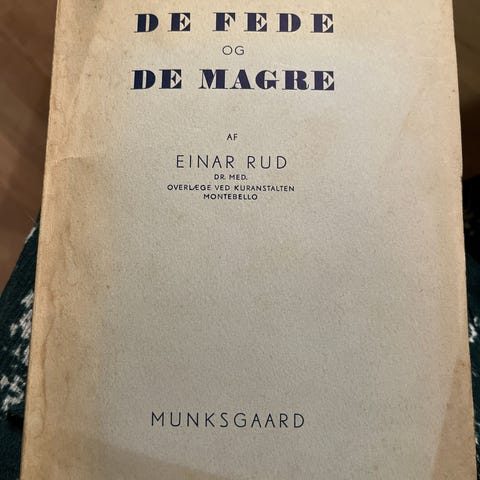 DE FEDE
OG
DE MAGRE
AF
EINAR RUD
DR. MED.
OVERLÆGE VED KURANSTALTEN
MONTEBELLO
MUNKSGAARD